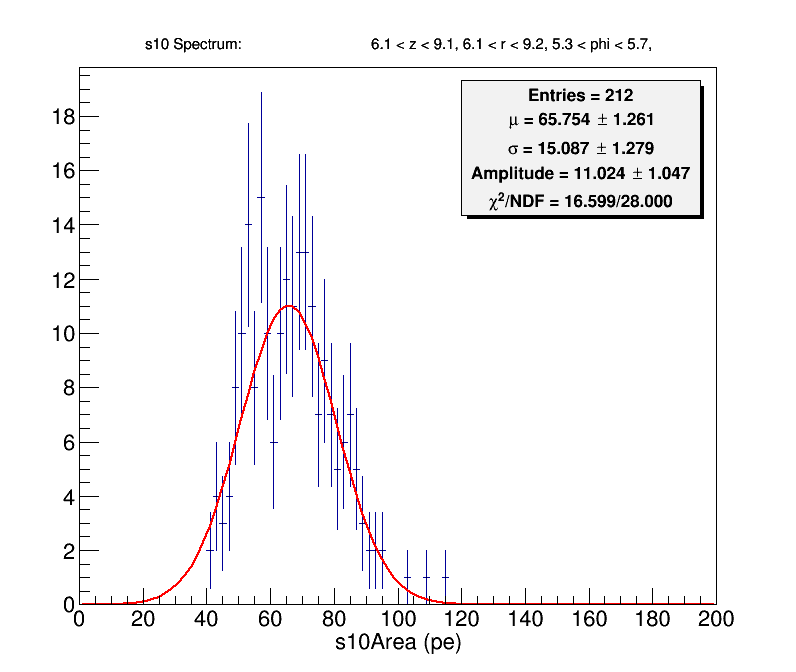 s10 Spectrum: 6.1 < z < 9.1, 6.1 < r < 9.2, 5.3 < phi < 5.7,
Entries = 212
μ = 65.754 ± 1.261
σ = 15.087 ± 1.279
Amplitude = 11.024 ± 1.047
χ²/NDF = 16.599/28.000
18
16
14
12
10
8
6
4
2
0
0 20 40 60 80 100 120 140 160 180 200
s10Area (pe)